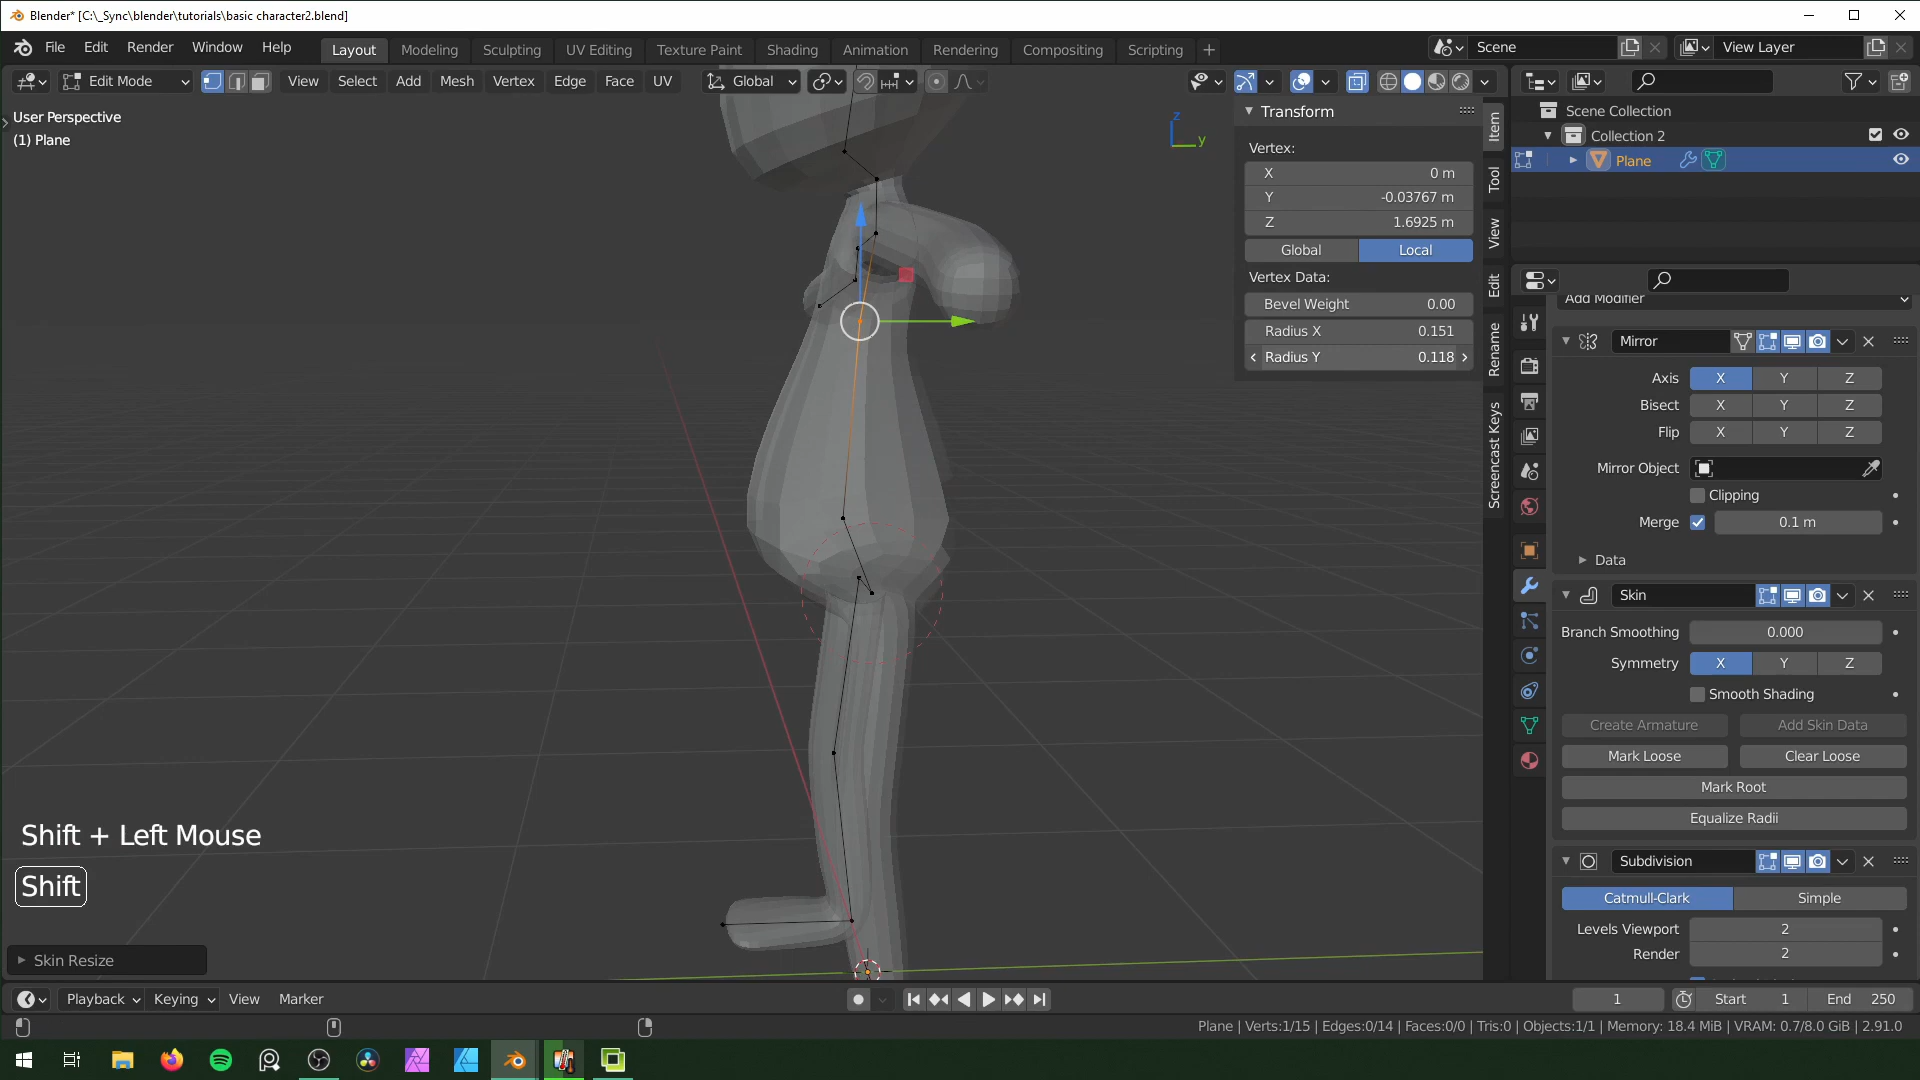 Blender* [C:\_Sync\blender\tutorials\basic character2.blend]
File Edit Render Window Help Layout Modeling Sculpting UV Editing Texture Paint Shading Animation Rendering Compositing Scripting + Scene View Layer
Edit Mode View Select Add Mesh Vertex Edge Face UV Global
User Perspective
(1) Plane
z
y
Transform
Vertex:
X 0 m
Y -0.03767 m
Z 1.6925 m
Global Local
Vertex Data:
Bevel Weight 0.00
Radius X 0.151
Radius Y 0.118
Item
Tool
View
Edit
Rename
Screencast Keys
Scene Collection
Collection 2
Plane
Add Modifier
Mirror
Axis X Y Z
Bisect X Y Z
Flip X Y Z
Mirror Object
Clipping
Merge 0.1 m
Data
Skin
Branch Smoothing 0.000
Symmetry X Y Z
Smooth Shading
Create Armature Add Skin Data
Mark Loose Clear Loose
Mark Root
Equalize Radii
Subdivision
Catmull-Clark Simple
Levels Viewport 2
Render 2
Shift + Left Mouse
Shift
Skin Resize
Playback Keying View Marker 1 Start 1 End 250
Plane | Verts:1/15 | Edges:0/14 | Faces:0/0 | Tris:0 | Objects:1/1 | Memory: 18.4 MiB | VRAM: 0.7/8.0 GiB | 2.91.0